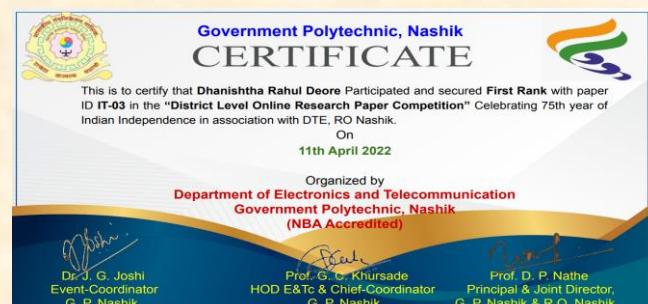 Government Polytechnic, Nashik
CERTIFICATE
This is to certify that Dhanishtha Rahul Deore Participated and secured First Rank with paper
ID IT-03 in the “District Level Online Research Paper Competition” Celebrating 75th year of
Indian Independence in association with DTE, RO Nashik.
On
11th April 2022
Organized by
Department of Electronics and Telecommunication
Government Polytechnic, Nashik
(NBA Accredited)
Dr. J. G. Joshi
Event-Coordinator
G. P. Nashik
Prof. G. C. Khursade
HOD E&Tc & Chief-Coordinator
G. P. Nashik
Prof. D. P. Nathe
Principal & Joint Director,
G. P. Nashik & R.O. Nashik